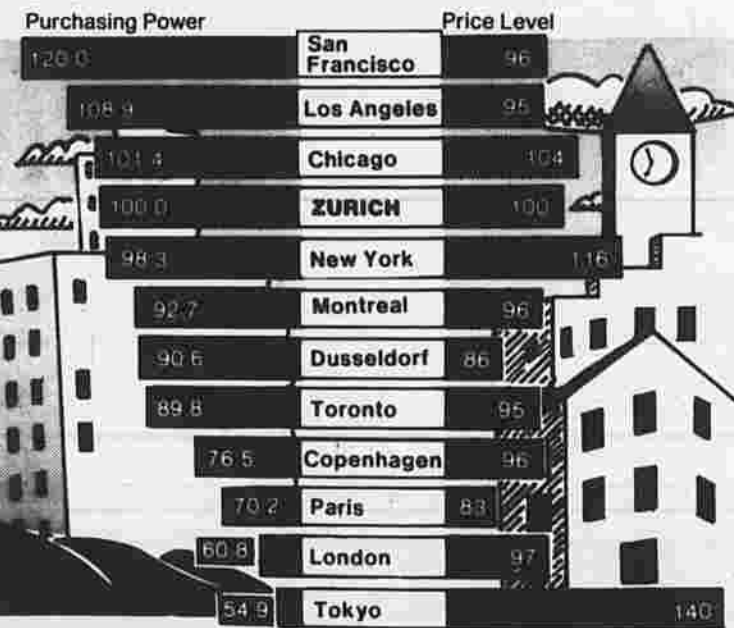 Purchasing Power Price Level
120.0 San Francisco 96
108.9 Los Angeles 95
101.4 Chicago 104
100.0 ZURICH 100
98.3 New York 116
92.7 Montreal 96
90.6 Dusseldorf 86
89.8 Toronto 95
76.5 Copenhagen 96
70.2 Paris 83
60.8 London 97
54.9 Tokyo 140